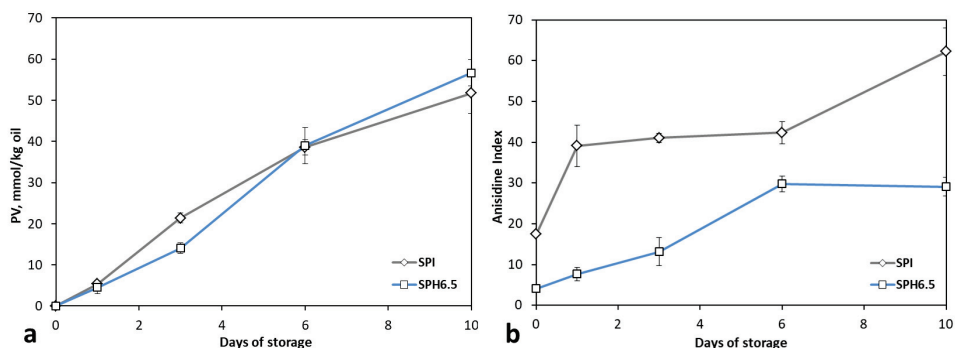 70
60
50
40
30
20
10
0
PV, mmol/kg oil
0 2 4 6 8 10
Days of storage
SPI
SPH6.5
a
70
60
50
40
30
20
10
0
Anisidine Index
0 2 4 6 8 10
Days of storage
SPI
SPH6.5
b